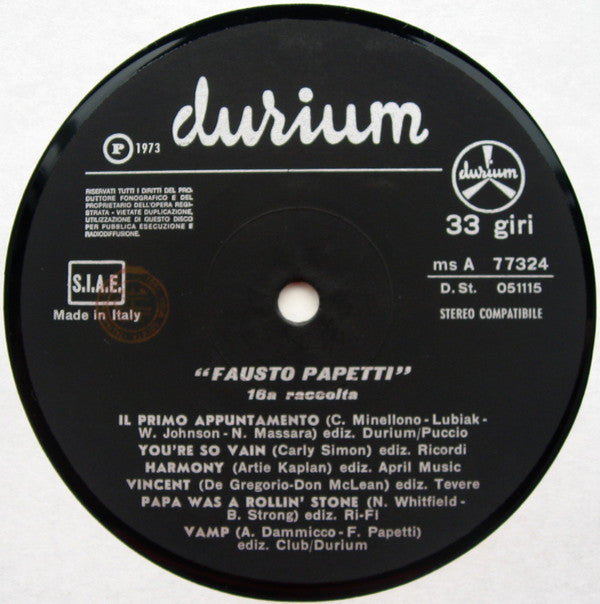 durium
Ⓟ 1973
durium
RISERVATI TUTTI I DIRITTI DEL PRO-
DUTTORE FONOGRAFICO E DEL
PROPRIETARIO DELL'OPERA REGI-
STRATA - VIETATE DUPLICAZIONE,
UTILIZZAZIONE DI QUESTO DISCO
PER PUBBLICA ESECUZIONE E
RADIODIFFUSIONE.
33 giri
ms A 77324
D. St. 051115
STEREO COMPATIBILE
S.I.A.E.
Made in Italy
"FAUSTO PAPETTI"
16a raccolta
IL PRIMO APPUNTAMENTO (C. Minellono - Lubiak -
W. Johnson - N. Massara) ediz. Durium/Puccio
YOU'RE SO VAIN (Carly Simon) ediz. Ricordi
HARMONY (Artie Kaplan) ediz. April Music
VINCENT (De Gregorio-Don McLean) ediz. Tevere
PAPA WAS A ROLLIN' STONE (N. Whitfield -
B. Strong) ediz. Ri-Fi
VAMP (A. Dammicco - F. Papetti)
ediz. Club/Durium